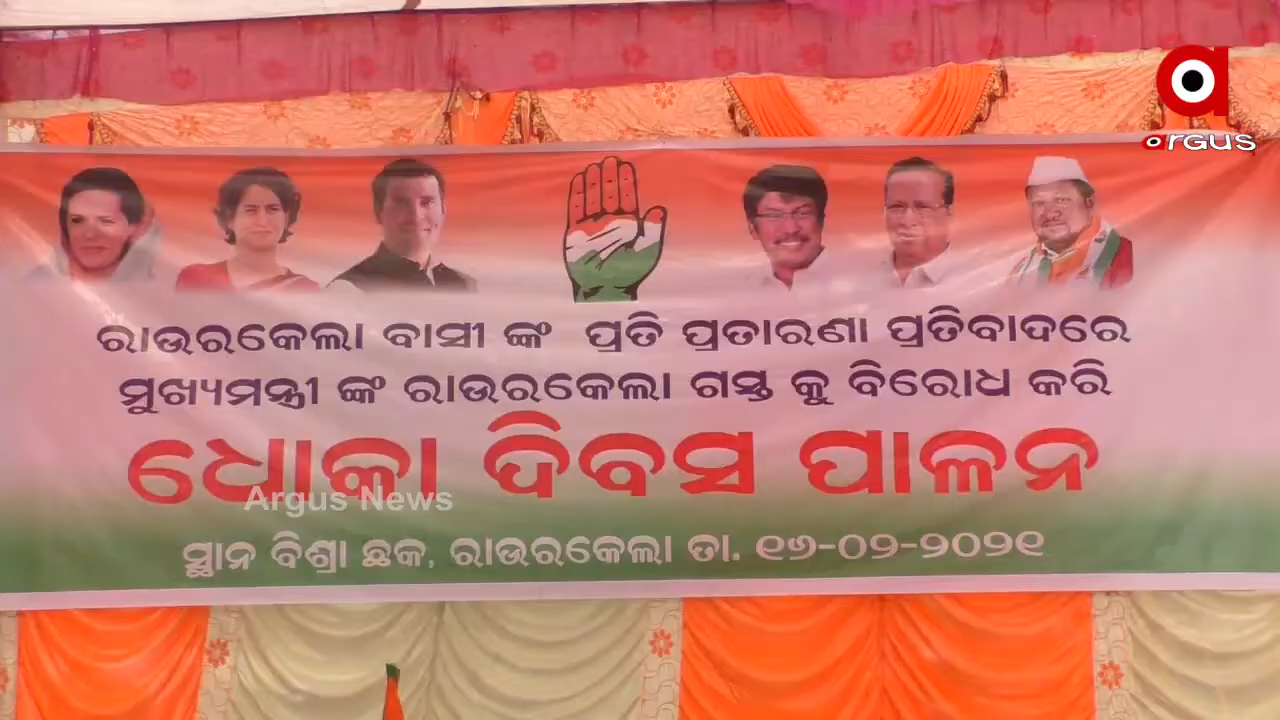 argus
ରାଉରକେଲା ବାସୀ ଙ୍କ ପ୍ରତି ପ୍ରତାରଣା ପ୍ରତିବାଦରେ
ମୁଖ୍ୟମନ୍ତ୍ରୀ ଙ୍କ ରାଉରକେଲା ଗସ୍ତ କୁ ବିରୋଧ କରି
ଧୋକା ଦିବସ ପାଳନ
Argus News
ସ୍ଥାନ ବିଶ୍ରା ଛକ, ରାଉରକେଲା ତା. ୧୬-୦୨-୨୦୨୧